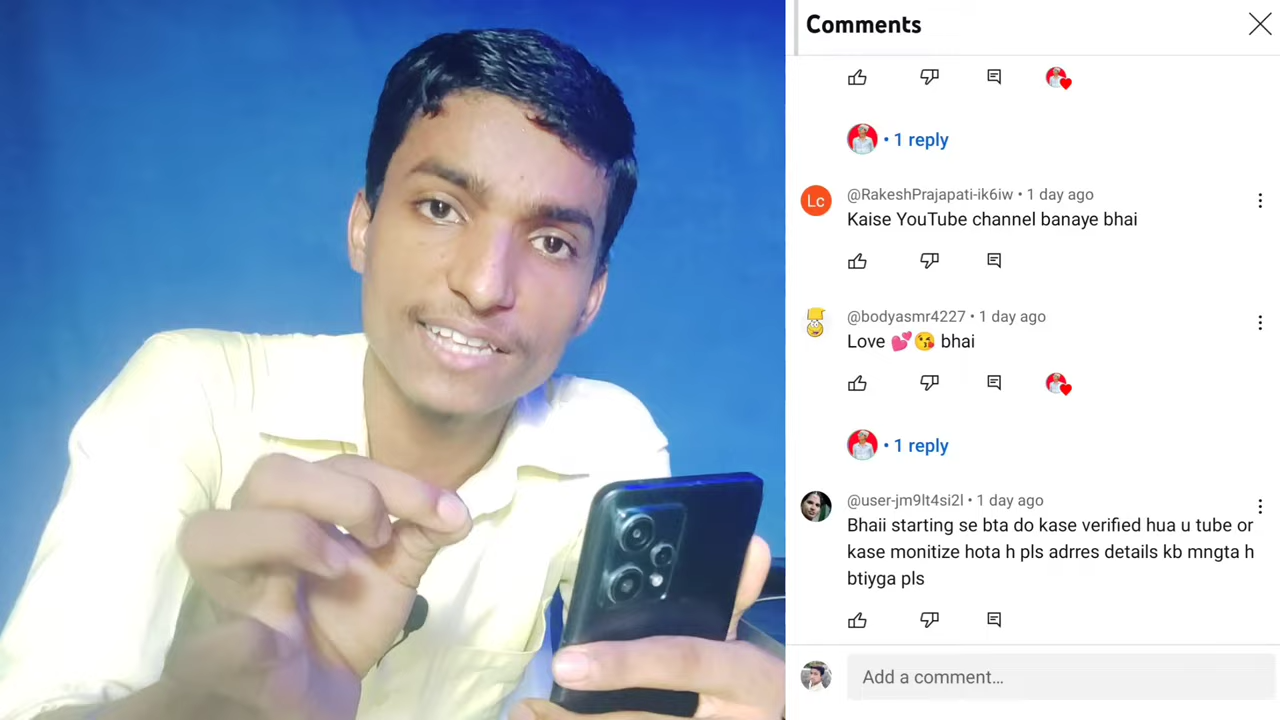 Comments
• 1 reply
@RakeshPrajapati-ik6iw • 1 day ago
Lc
Kaise YouTube channel banaye bhai
@bodyasmr4227 • 1 day ago
Love 💕😘 bhai
• 1 reply
@user-jm9lt4si2l • 1 day ago
Bhaii starting se bta do kase verified hua u tube or
kase monitize hota h pls adrres details kb mngta h
btiyga pls
Add a comment...